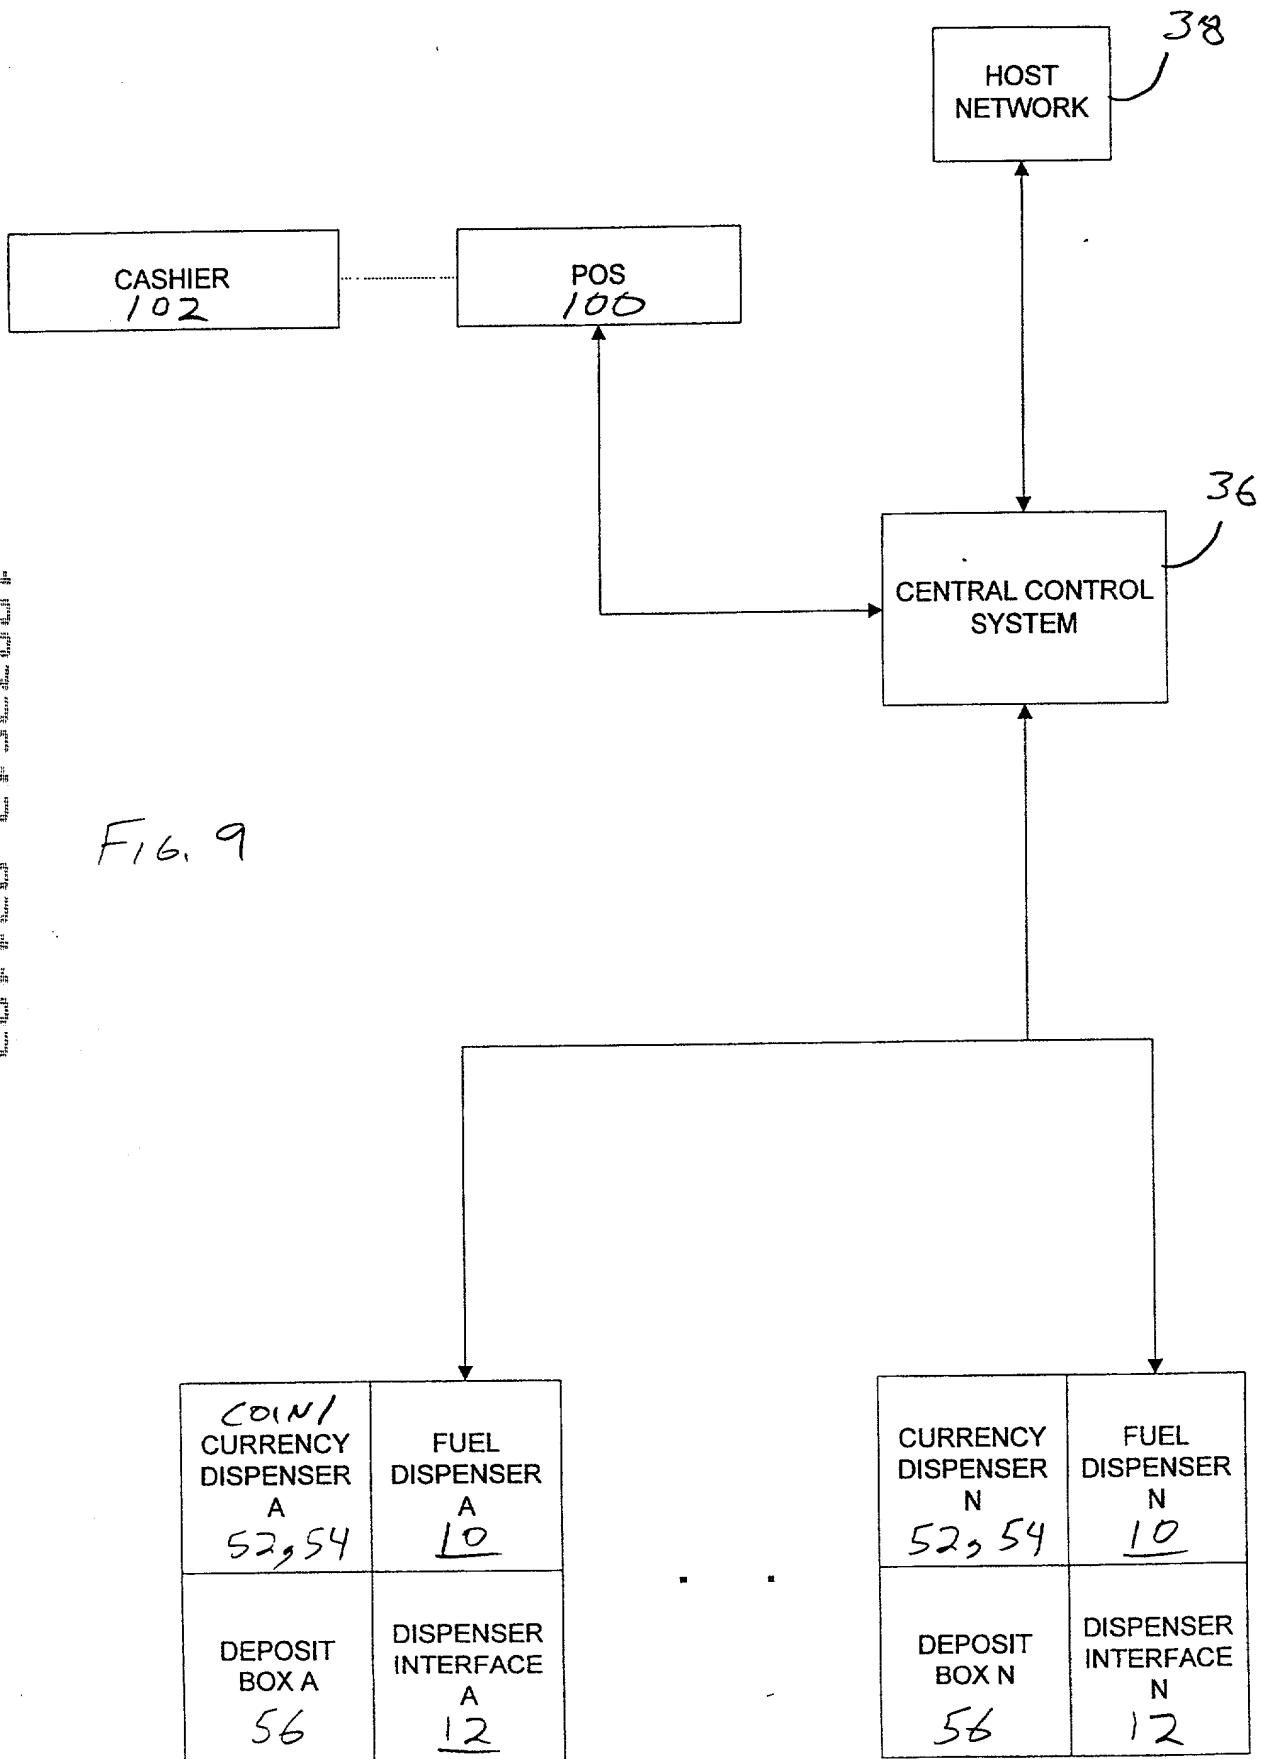 38
HOST
NETWORK
CASHIER
102
POS
100
36
CENTRAL CONTROL
SYSTEM
FIG. 9
COIN/
CURRENCY
DISPENSER
A
52,54
FUEL
DISPENSER
A
10
DEPOSIT
BOX A
56
DISPENSER
INTERFACE
A
12
CURRENCY
DISPENSER
N
52,54
FUEL
DISPENSER
N
10
DEPOSIT
BOX N
56
DISPENSER
INTERFACE
N
12